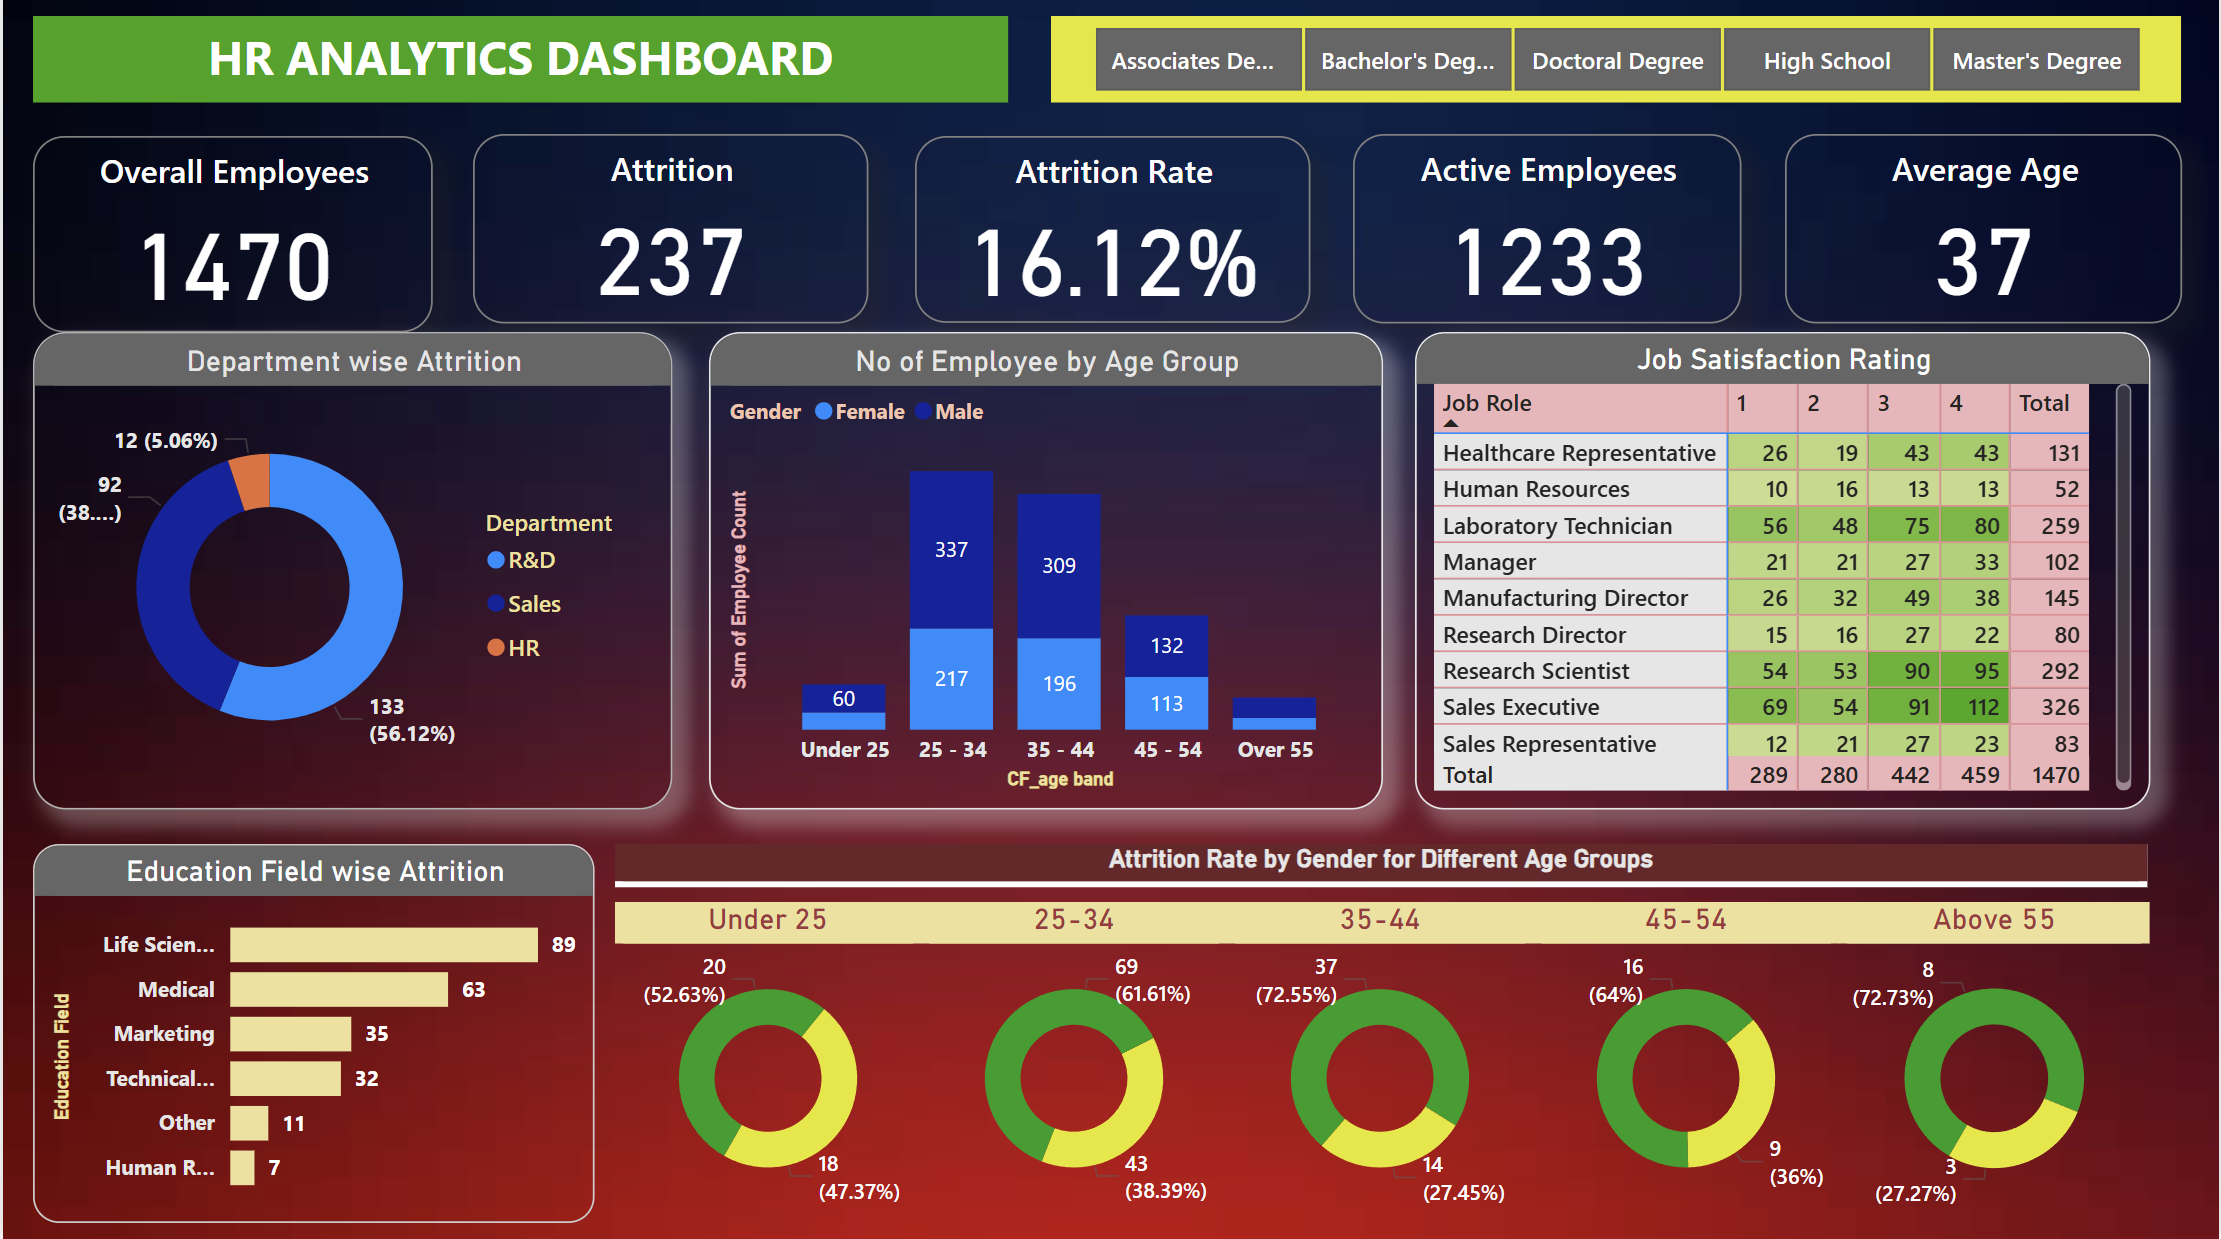 HR ANALYTICS DASHBOARD
Associates De...
Bachelor's Deg...
Doctoral Degree
High School
Master's Degree
Overall Employees
1470
Attrition
237
Attrition Rate
16.12%
Active Employees
1233
Average Age
37
Department wise Attrition
12 (5.06%)
92
(38....)
133
(56.12%)
Department
R&D
Sales
HR
No of Employee by Age Group
Gender Female Male
Sum of Employee Count
60
337
217
309
196
132
113
Under 25 25 - 34 35 - 44 45 - 54 Over 55
CF_age band
Job Satisfaction Rating
Job Role 1 2 3 4 Total
Healthcare Representative 26 19 43 43 131
Human Resources 10 16 13 13 52
Laboratory Technician 56 48 75 80 259
Manager 21 21 27 33 102
Manufacturing Director 26 32 49 38 145
Research Director 15 16 27 22 80
Research Scientist 54 53 90 95 292
Sales Executive 69 54 91 112 326
Sales Representative 12 21 27 23 83
Total 289 280 442 459 1470
Education Field wise Attrition
Education Field
Life Scien... 89
Medical 63
Marketing 35
Technical... 32
Other 11
Human R... 7
Attrition Rate by Gender for Different Age Groups
Under 25
25-34
35-44
45-54
Above 55
20
(52.63%)
18
(47.37%)
69
(61.61%)
43
(38.39%)
37
(72.55%)
14
(27.45%)
16
(64%)
9
(36%)
8
(72.73%)
3
(27.27%)